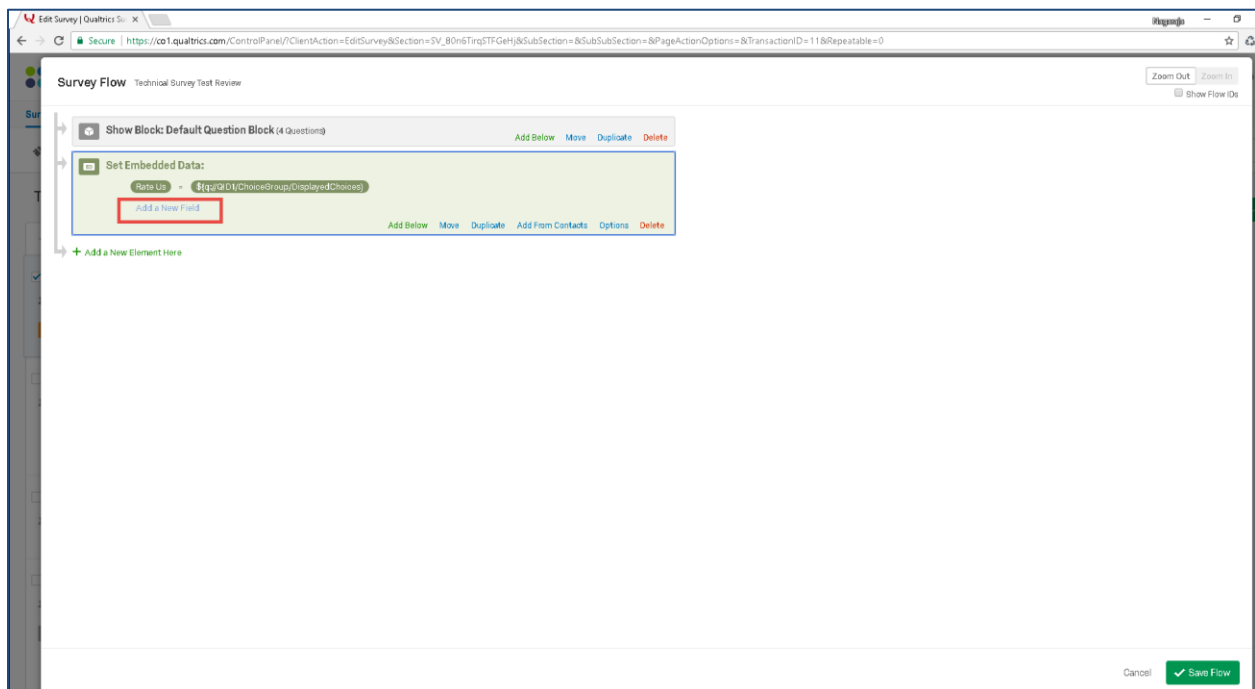 Edit Survey | Qualtrics Su
Secure | https://co1.qualtrics.com/ControlPanel/?ClientAction=EditSurvey&Section=SV_80n6TirqSTFGeHj&SubSection=&SubSubSection=&PageActionOptions=&TransactionID=11&Repeatable=0
Survey Flow Technical Survey Test Review
Zoom Out Zoom In
Show Flow IDs
Sur
Show Block: Default Question Block (4 Questions)
Add Below Move Duplicate Delete
Set Embedded Data:
Rate Us = ${q://QID1/ChoiceGroup/DisplayedChoices}
Add a New Field
Add Below Move Duplicate Add From Contacts Options Delete
+ Add a New Element Here
Cancel Save Flow